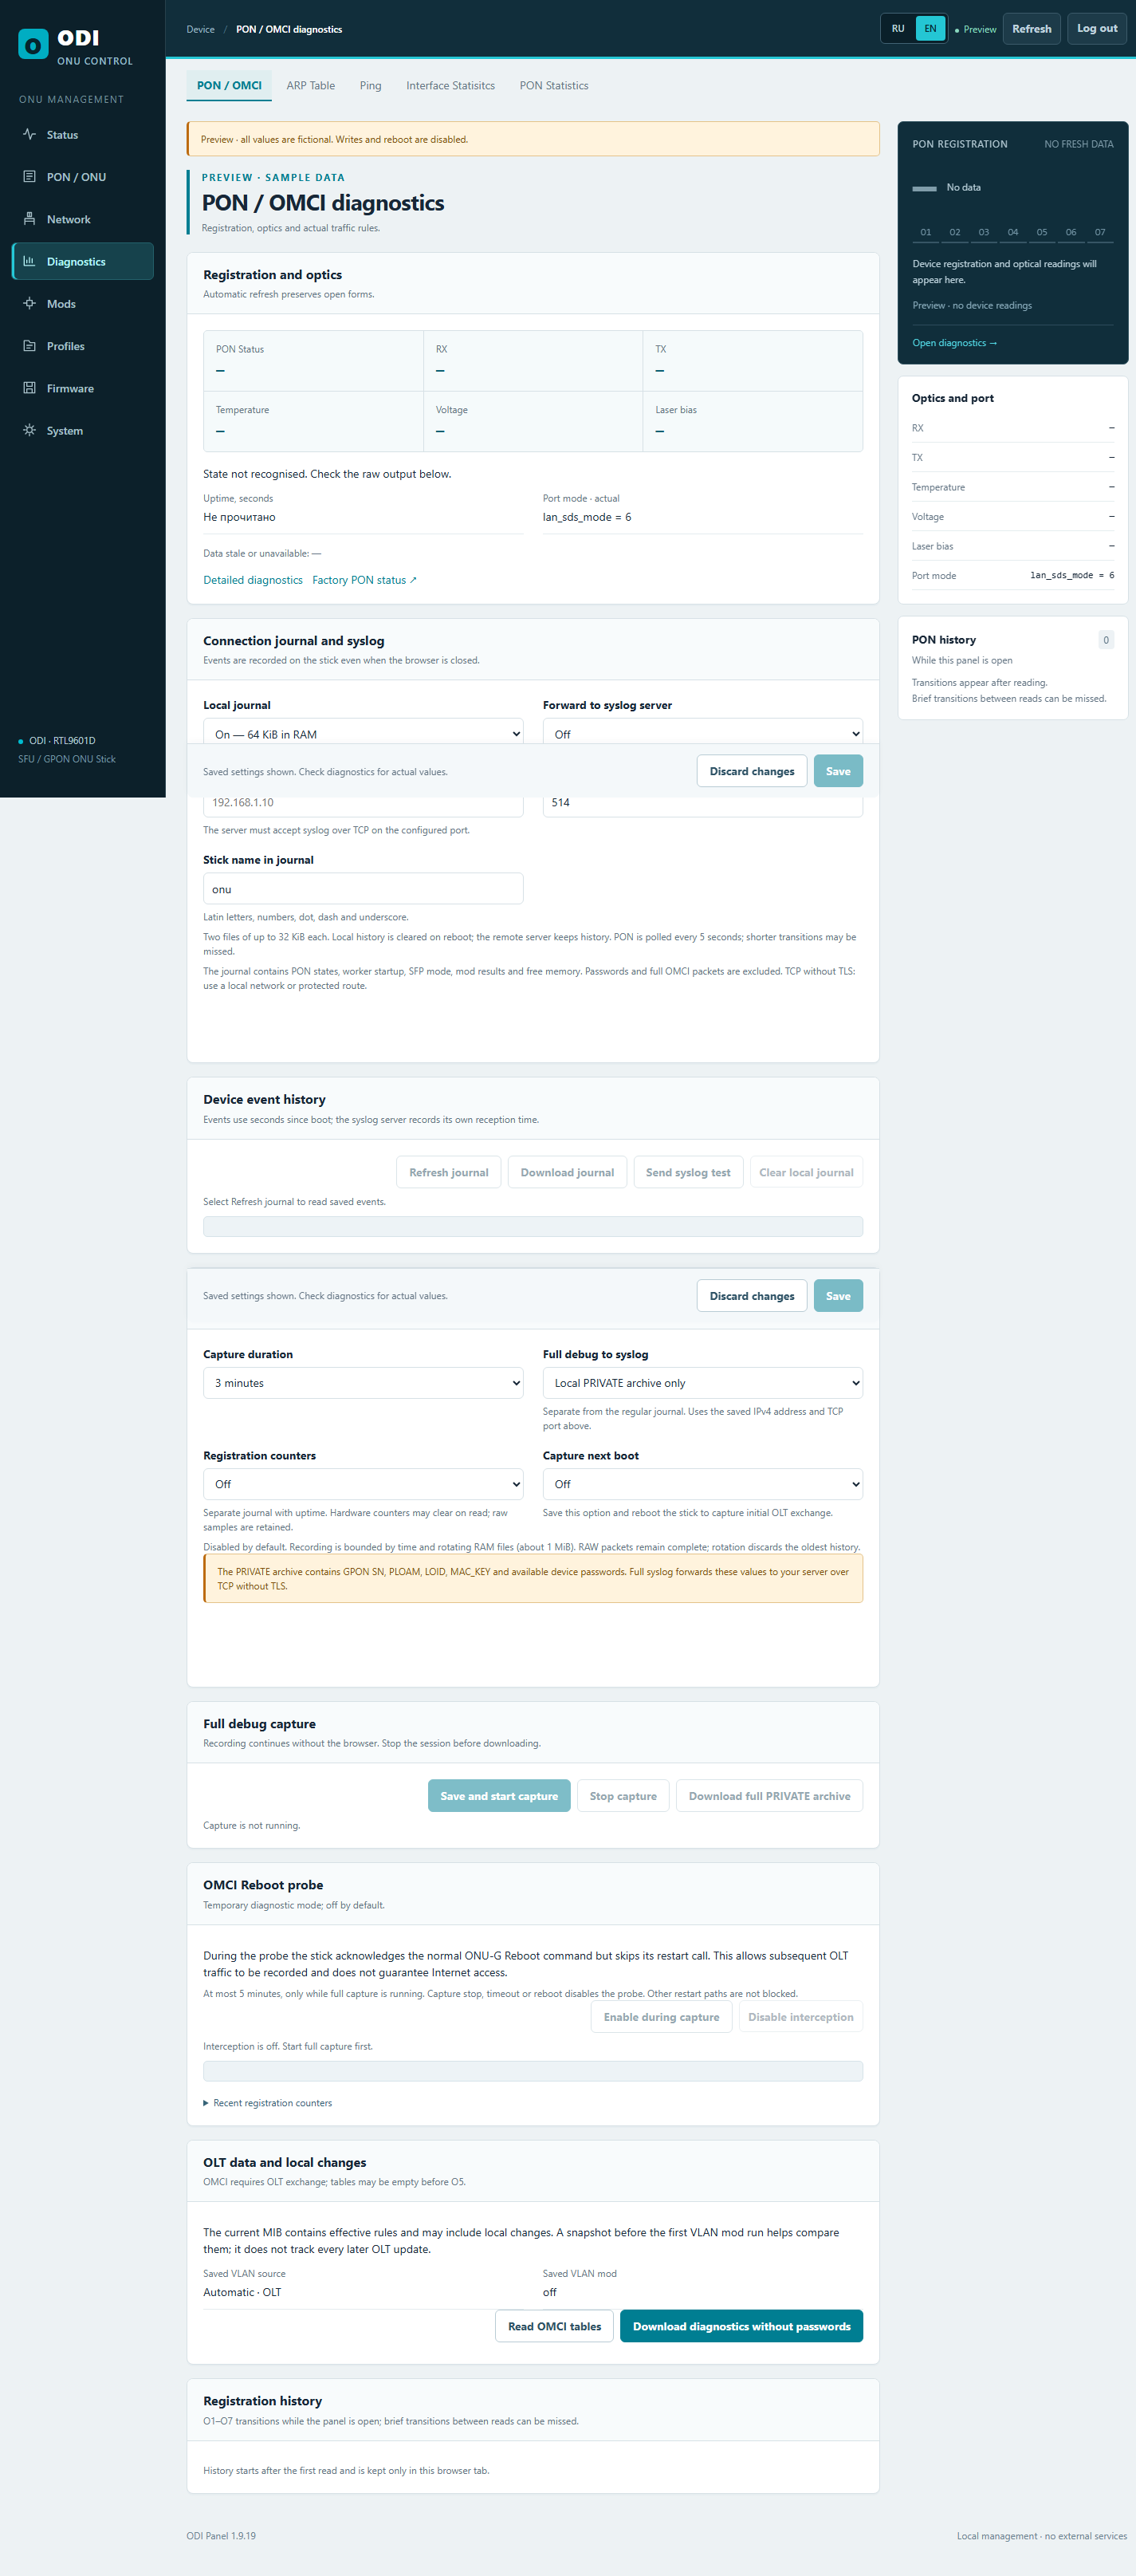 ODI
ONU CONTROL
ONU MANAGEMENT
Status
PON / ONU
Network
Diagnostics
Mods
Profiles
Firmware
System
ODI · RTL9601D
SFU / GPON ONU Stick
Device / PON / OMCI diagnostics
RU EN Preview Refresh Log out
PON / OMCI ARP Table Ping Interface Statisitcs PON Statistics
Preview · all values are fictional. Writes and reboot are disabled.
PREVIEW · SAMPLE DATA
PON / OMCI diagnostics
Registration, optics and actual traffic rules.
Registration and optics
Automatic refresh preserves open forms.
PON Status RX TX
— — —
Temperature Voltage Laser bias
— — —
State not recognised. Check the raw output below.
Uptime, seconds Port mode · actual
Не прочитано lan_sds_mode = 6
Data stale or unavailable: —
Detailed diagnostics Factory PON status ↗
Connection journal and syslog
Events are recorded on the stick even when the browser is closed.
Local journal Forward to syslog server
On — 64 KiB in RAM Off
Saved settings shown. Check diagnostics for actual values. Discard changes Save
192.168.1.10 514
The server must accept syslog over TCP on the configured port.
Stick name in journal
onu
Latin letters, numbers, dot, dash and underscore.
Two files of up to 32 KiB each. Local history is cleared on reboot; the remote server keeps history. PON is polled every 5 seconds; shorter transitions may be
missed.
The journal contains PON states, worker startup, SFP mode, mod results and free memory. Passwords and full OMCI packets are excluded. TCP without TLS:
use a local network or protected route.
Device event history
Events use seconds since boot; the syslog server records its own reception time.
Refresh journal Download journal Send syslog test Clear local journal
Select Refresh journal to read saved events.
Saved settings shown. Check diagnostics for actual values. Discard changes Save
Capture duration Full debug to syslog
3 minutes Local PRIVATE archive only
Separate from the regular journal. Uses the saved IPv4 address and TCP
port above.
Registration counters Capture next boot
Off Off
Separate journal with uptime. Hardware counters may clear on read; raw
samples are retained.
Save this option and reboot the stick to capture initial OLT exchange.
Disabled by default. Recording is bounded by time and rotating RAM files (about 1 MiB). RAW packets remain complete; rotation discards the oldest history.
The PRIVATE archive contains GPON SN, PLOAM, LOID, MAC_KEY and available device passwords. Full syslog forwards these values to your server over
TCP without TLS.
Full debug capture
Recording continues without the browser. Stop the session before downloading.
Save and start capture Stop capture Download full PRIVATE archive
Capture is not running.
OMCI Reboot probe
Temporary diagnostic mode; off by default.
During the probe the stick acknowledges the normal ONU-G Reboot command but skips its restart call. This allows subsequent OLT
traffic to be recorded and does not guarantee Internet access.
At most 5 minutes, only while full capture is running. Capture stop, timeout or reboot disables the probe. Other restart paths are not blocked.
Enable during capture Disable interception
Interception is off. Start full capture first.
▶ Recent registration counters
OLT data and local changes
OMCI requires OLT exchange; tables may be empty before O5.
The current MIB contains effective rules and may include local changes. A snapshot before the first VLAN mod run helps compare
them; it does not track every later OLT update.
Saved VLAN source Saved VLAN mod
Automatic · OLT off
Read OMCI tables Download diagnostics without passwords
Registration history
O1–O7 transitions while the panel is open; brief transitions between reads can be missed.
History starts after the first read and is kept only in this browser tab.
PON REGISTRATION NO FRESH DATA
No data
01 02 03 04 05 06 07
Device registration and optical readings will
appear here.
Preview · no device readings
Open diagnostics →
Optics and port
RX —
TX —
Temperature —
Voltage —
Laser bias —
Port mode lan_sds_mode = 6
PON history 0
While this panel is open
Transitions appear after reading.
Brief transitions between reads can be missed.
ODI Panel 1.9.19 Local management · no external services